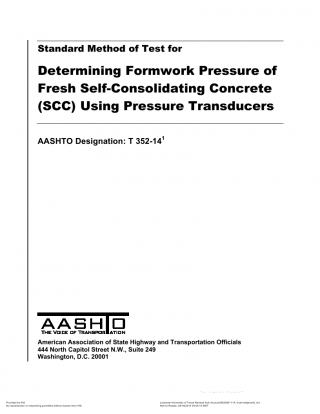 Standard Method of Test for
Determining Formwork Pressure of
Fresh Self-Consolidating Concrete
(SCC) Using Pressure Transducers
AASHTO Designation: T 352-14¹
AASHTO
THE VOICE OF TRANSPORTATION
American Association of State Highway and Transportation Officials
444 North Capitol Street N.W., Suite 249
Washington, D.C. 20001